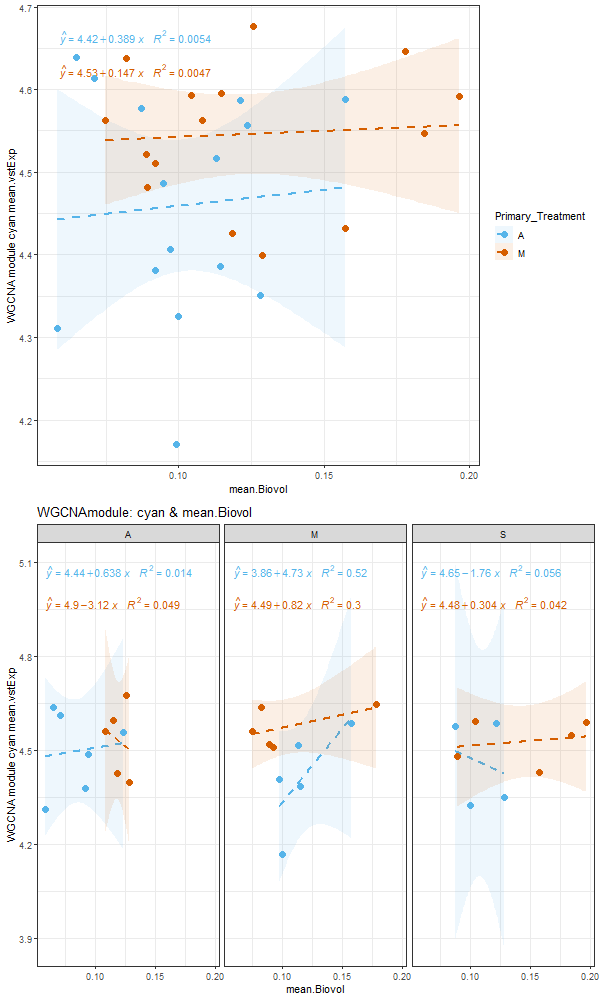 4.7
ŷ = 4.42+0.389 x R² = 0.0054
ŷ = 4.53+0.147 x R² = 0.0047
4.6
4.5
4.4
4.3
4.2
WGCNA module cyan mean.vstExp
0.10 0.15 0.20
mean.Biovol
Primary_Treatment
A
M
WGCNAmodule: cyan & mean.Biovol
A M S
5.1
ŷ = 4.44+0.638 x R² = 0.014 ŷ = 3.86+4.73 x R² = 0.52 ŷ = 4.65−1.76 x R² = 0.056
ŷ = 4.9−3.12 x R² = 0.049 ŷ = 4.49+0.82 x R² = 0.3 ŷ = 4.48+0.304 x R² = 0.042
4.8
4.5
4.2
3.9
WGCNA module cyan mean.vstExp
0.10 0.15 0.20 0.10 0.15 0.20 0.10 0.15 0.20
mean.Biovol